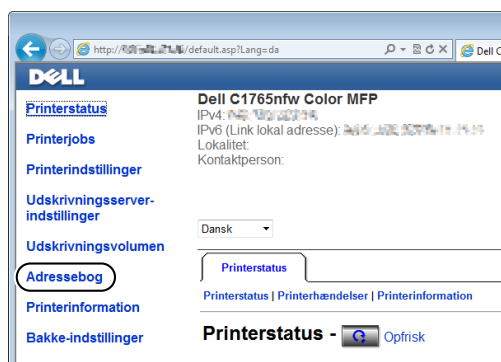 http:// /default.asp?Lang=da
Dell C
DELL
Dell C1765nfw Color MFP
IPv4:
IPv6 (Link lokal adresse):
Lokalitet:
Kontaktperson:
Dansk
Printerstatus
Printerjobs
Printerindstillinger
Udskrivningsserver-
indstillinger
Udskrivningsvolumen
Adressebog
Printerinformation
Bakke-indstillinger
Printerstatus
Printerstatus | Printerhændelser | Printerinformation
Printerstatus - Opfrisk